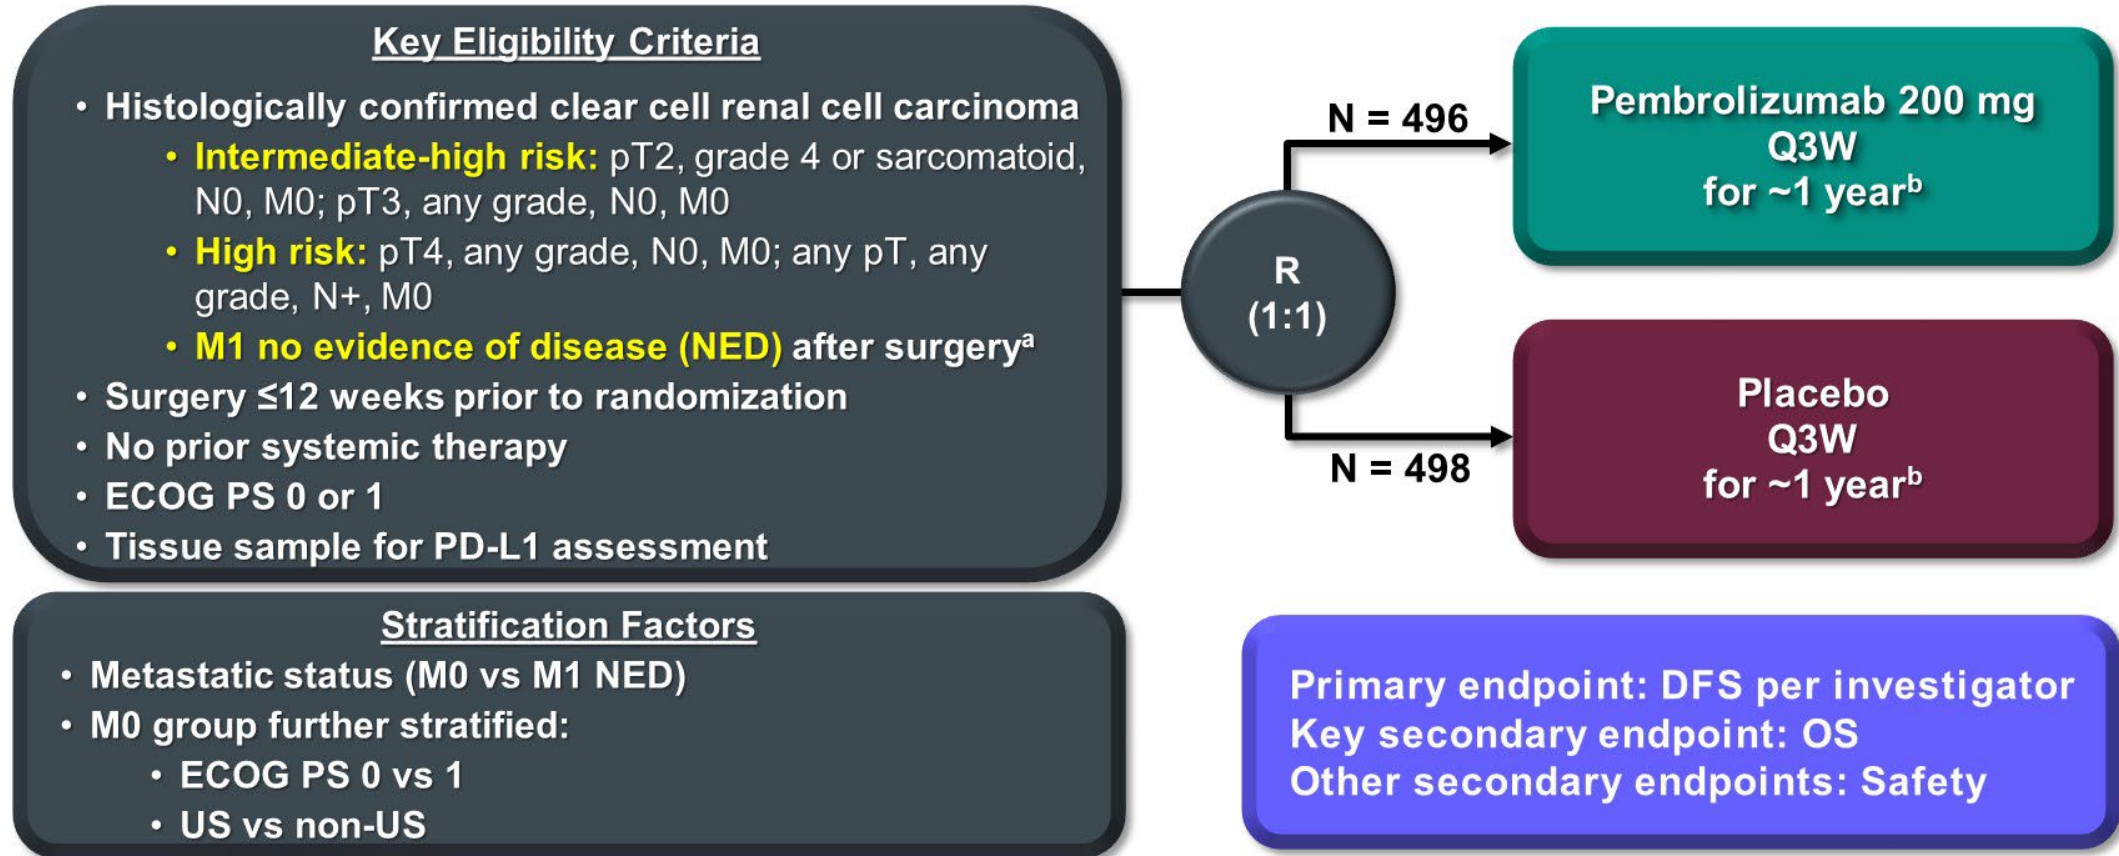 Key Eligibility Criteria
• Histologically confirmed clear cell renal cell carcinoma
• Intermediate-high risk: pT2, grade 4 or sarcomatoid,
N0, M0; pT3, any grade, N0, M0
• High risk: pT4, any grade, N0, M0; any pT, any
grade, N+, M0
• M1 no evidence of disease (NED) after surgeryᵃ
• Surgery ≤12 weeks prior to randomization
• No prior systemic therapy
• ECOG PS 0 or 1
• Tissue sample for PD-L1 assessment
Stratification Factors
• Metastatic status (M0 vs M1 NED)
• M0 group further stratified:
• ECOG PS 0 vs 1
• US vs non-US
R
(1:1)
N = 496
Pembrolizumab 200 mg
Q3W
for ~1 yearᵇ
N = 498
Placebo
Q3W
for ~1 yearᵇ
Primary endpoint: DFS per investigator
Key secondary endpoint: OS
Other secondary endpoints: Safety